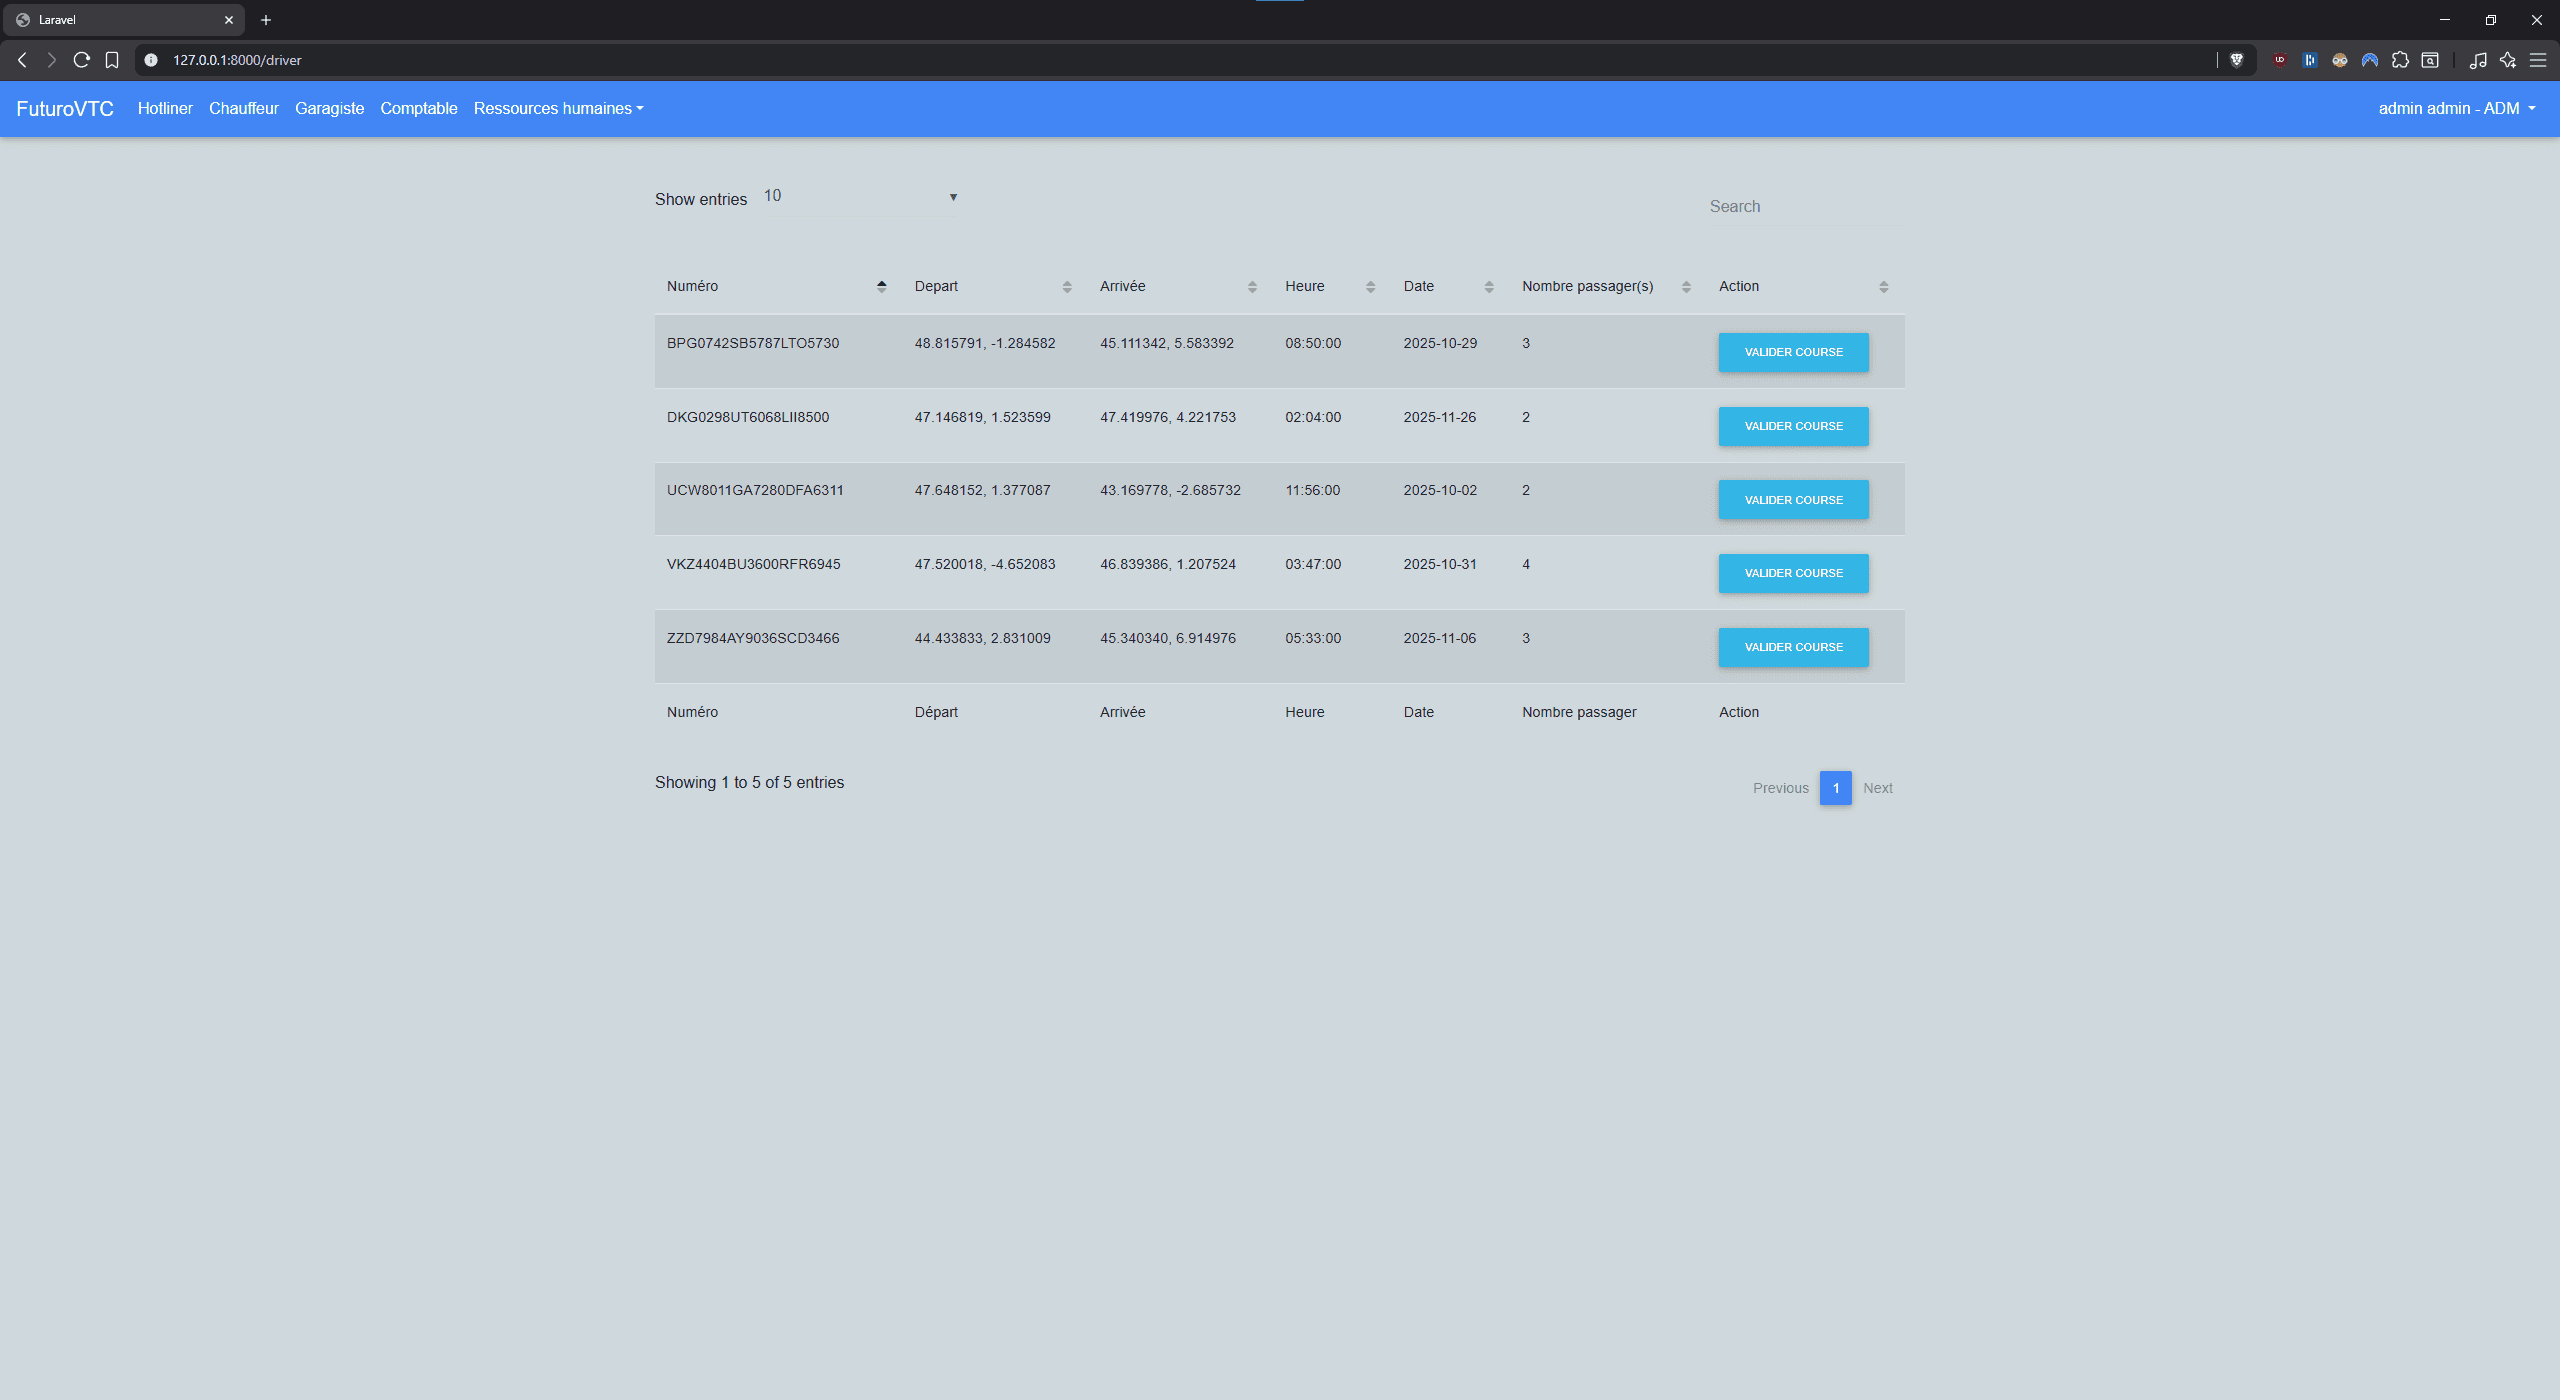 Laravel
127.0.0.1:8000/driver
FuturoVTC Hotliner Chauffeur Garagiste Comptable Ressources humaines admin admin - ADM
Show entries 10 Search
Numéro Depart Arrivée Heure Date Nombre passager(s) Action
BPG0742SB5787LTO5730 48.815791, -1.284582 45.111342, 5.583392 08:50:00 2025-10-29 3 VALIDER COURSE
DKG0298UT6068LII8500 47.146819, 1.523599 47.419976, 4.221753 02:04:00 2025-11-26 2 VALIDER COURSE
UCW8011GA7280DFA6311 47.648152, 1.377087 43.169778, -2.685732 11:56:00 2025-10-02 2 VALIDER COURSE
VKZ4404BU3600RFR6945 47.520018, -4.652083 46.839386, 1.207524 03:47:00 2025-10-31 4 VALIDER COURSE
ZZD7984AY9036SCD3466 44.433833, 2.831009 45.340340, 6.914976 05:33:00 2025-11-06 3 VALIDER COURSE
Numéro Départ Arrivée Heure Date Nombre passager Action
Showing 1 to 5 of 5 entries Previous 1 Next